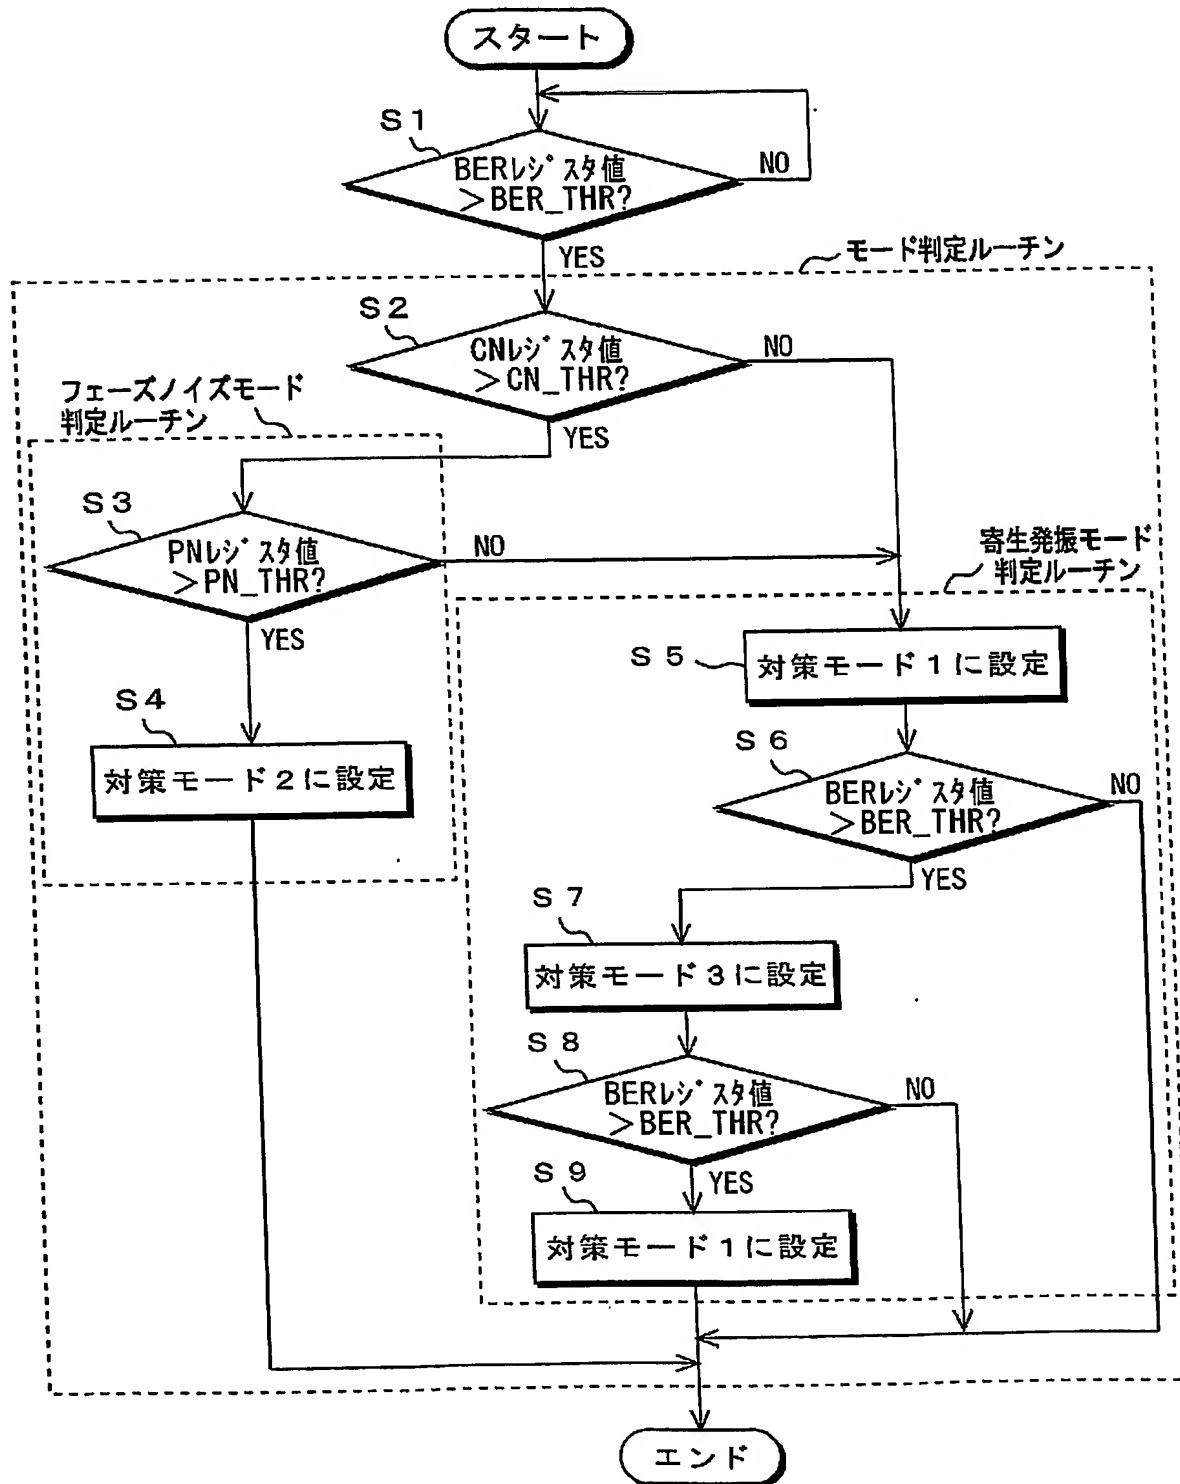 スタート
S1
BERレジスタ値
>BER_THR?
NO
YES
モード判定ルーチン
S2
CNレジスタ値
>CN_THR?
NO
YES
フェーズノイズモード
判定ルーチン
S3
PNレジスタ値
>PN_THR?
NO
YES
寄生発振モード
判定ルーチン
S5
対策モード1に設定
S4
対策モード2に設定
S6
BERレジスタ値
>BER_THR?
NO
YES
S7
対策モード3に設定
S8
BERレジスタ値
>BER_THR?
NO
YES
S9
対策モード1に設定
エンド